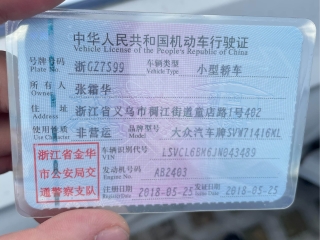 中华人民共和国机动车行驶证
Vehicle License of the People's Republic of China
号牌号码 Plate No. 浙GZ7S99 车辆类型 Vehicle Type 小型轿车
所有人 Owner 张霜华
住址 Address 浙江省义乌市稠江街道童店路1号402
使用性质 Use Character 非营运 品牌型号 Model 大众汽车牌SVW71416ML
浙江省金华市公安局交通警察支队
车辆识别代号 VIN LSVCL6BM6JN043489
发动机号码 Engine No. AB2403
注册日期 2018-05-25 发证日期 2018-05-25